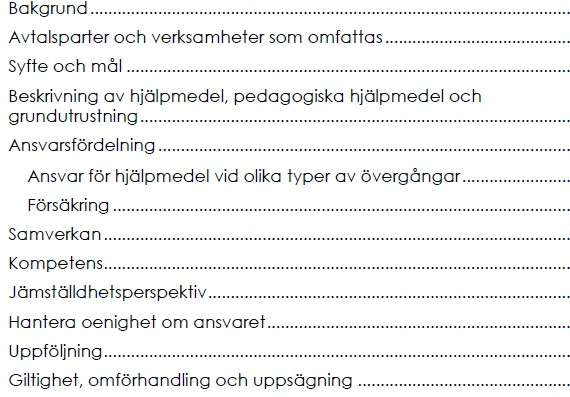 Bakgrund
Avtalsparter och verksamheter som omfattas
Syfte och mål
Beskrivning av hjälpmedel, pedagogiska hjälpmedel och
grundutrustning
Ansvarsfördelning
Ansvar för hjälpmedel vid olika typer av övergångar
Försäkring
Samverkan
Kompetens
Jämställdhetsperspektiv
Hantera oenighet om ansvaret
Uppföljning
Giltighet, omförhandling och uppsägning